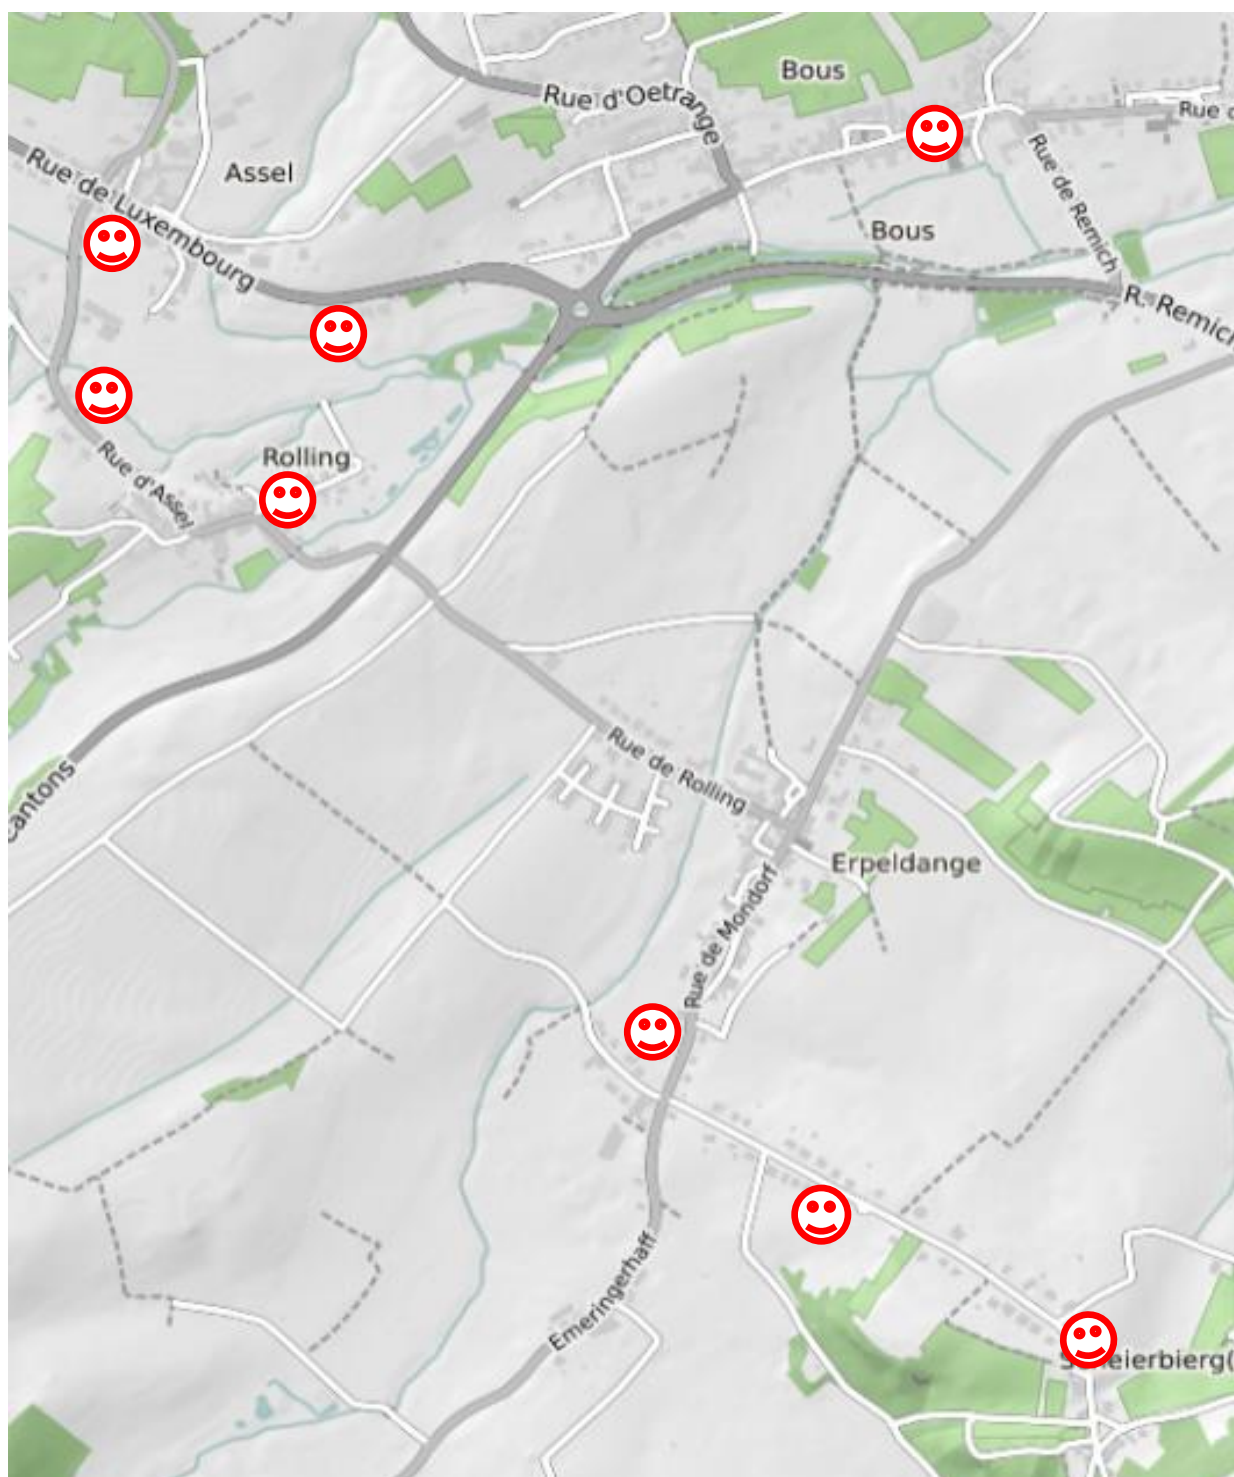 Bous
Rue d'Oetrange
Rue d
Assel
Rue de Luxembourg
Rue de Remich
Bous
R. Remich
Rolling
Rue d'Assel
Rue de Rolling
Cantons
Erpeldange
Rue de Mondorf
Emeringerhaff